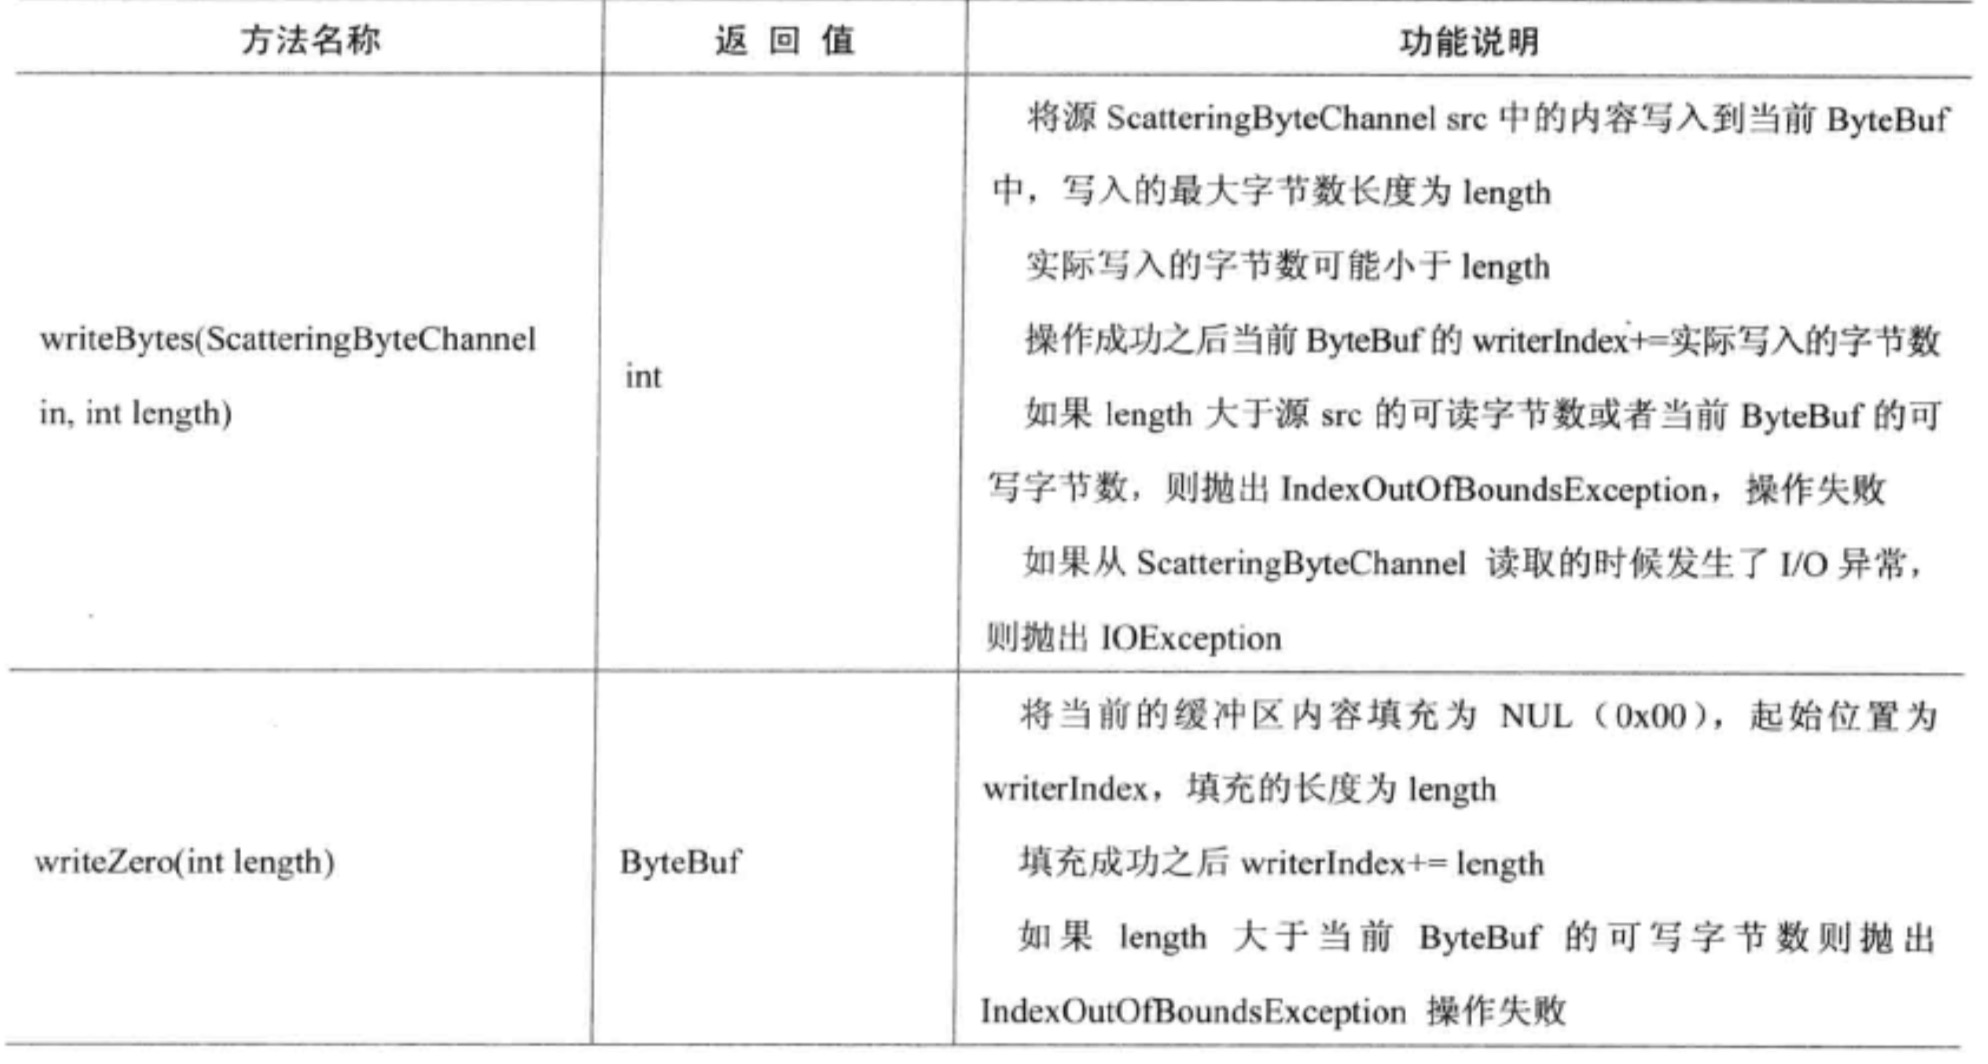 方法名称 返 回 值 功能说明
writeBytes(ScatteringByteChannel
in, int length)
int
将源 ScatteringByteChannel src 中的内容写入到当前 ByteBuf
中，写入的最大字节数长度为 length
实际写入的字节数可能小于 length
操作成功之后当前 ByteBuf 的 writerIndex+=实际写入的字节数
如果 length 大于源 src 的可读字节数或者当前 ByteBuf 的可
写字节数，则抛出 IndexOutOfBoundsException，操作失败
如果从 ScatteringByteChannel 读取的时候发生了 I/O 异常，
则抛出 IOException
writeZero(int length)
ByteBuf
将当前的缓冲区内容填充为 NUL（0x00），起始位置为
writerIndex，填充的长度为 length
填充成功之后 writerIndex+= length
如果 length 大于当前 ByteBuf 的可写字节数则抛出
IndexOutOfBoundsException 操作失败